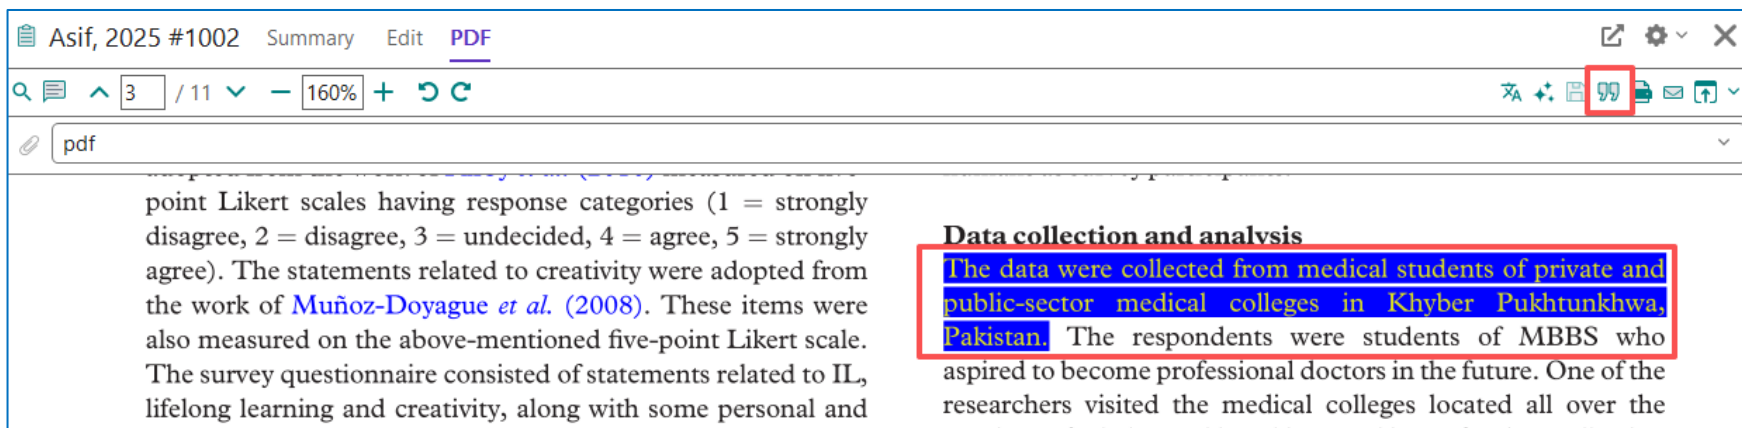 Asif, 2025 #1002 Summary Edit PDF
3 / 11 160%
pdf
point Likert scales having response categories (1 = strongly
disagree, 2 = disagree, 3 = undecided, 4 = agree, 5 = strongly
agree). The statements related to creativity were adopted from
the work of Muñoz-Doyague et al. (2008). These items were
also measured on the above-mentioned five-point Likert scale.
The survey questionnaire consisted of statements related to IL,
lifelong learning and creativity, along with some personal and
Data collection and analysis
The data were collected from medical students of private and
public-sector medical colleges in Khyber Pukhtunkhwa,
Pakistan. The respondents were students of MBBS who
aspired to become professional doctors in the future. One of the
researchers visited the medical colleges located all over the